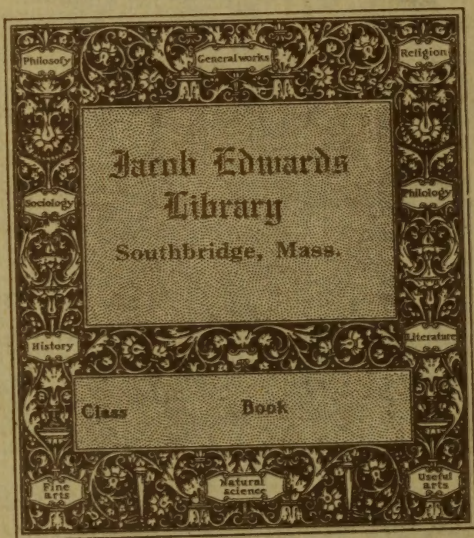 Philosofy
General works
Religion
Jacob Edwards
Library
Southbridge, Mass.
Sociology
Philology
History
Literature
Class Book
Fine
arts
Natural
science
Useful
arts